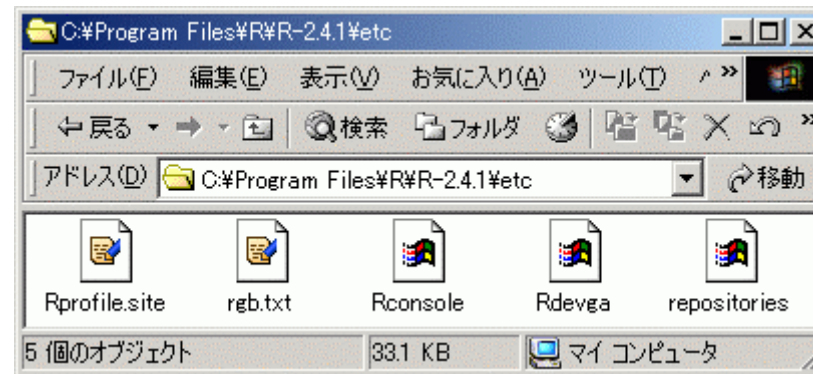 C:¥Program Files¥R¥R-2.4.1¥etc
ファイル(F) 編集(E) 表示(V) お気に入り(A) ツール(T) »
戻る 検索 フォルダ »
アドレス(D) C:¥Program Files¥R¥R-2.4.1¥etc 移動
Rprofile.site rgb.txt Rconsole Rdevga repositories
5 個のオブジェクト 33.1 KB マイ コンピュータ